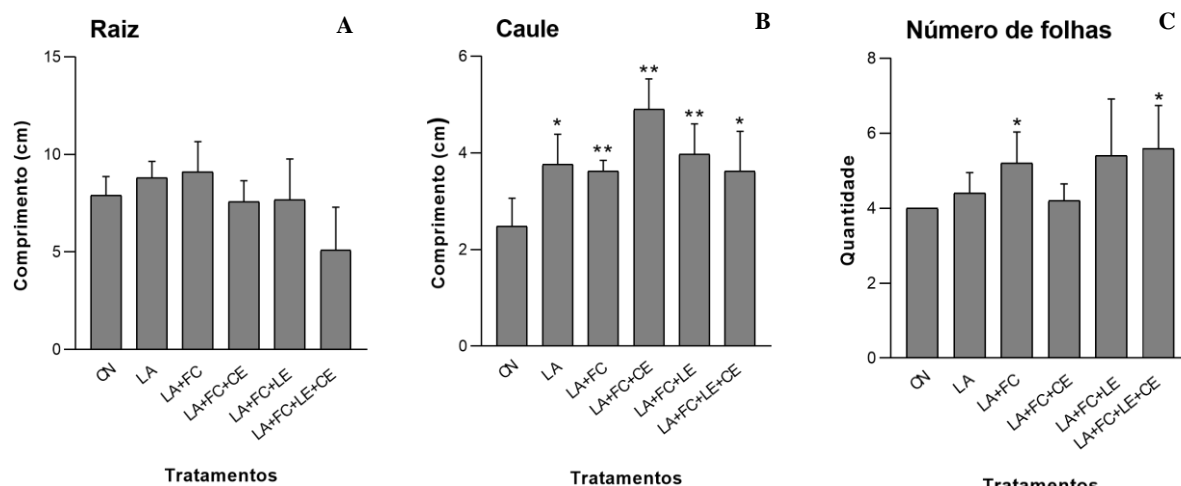 Raiz
A
Comprimento (cm)
15
10
5
0
CN
LA
LA+FC
LA+FC+CE
LA+FC+LE
LA+FC+LE+CE
Tratamentos
Caule
B
Comprimento (cm)
6
4
2
0
*
**
**
**
*
CN
LA
LA+FC
LA+FC+CE
LA+FC+LE
LA+FC+LE+CE
Tratamentos
Número de folhas
C
Quantidade
8
6
4
2
0
*
*
CN
LA
LA+FC
LA+FC+CE
LA+FC+LE
LA+FC+LE+CE
Tratamentos